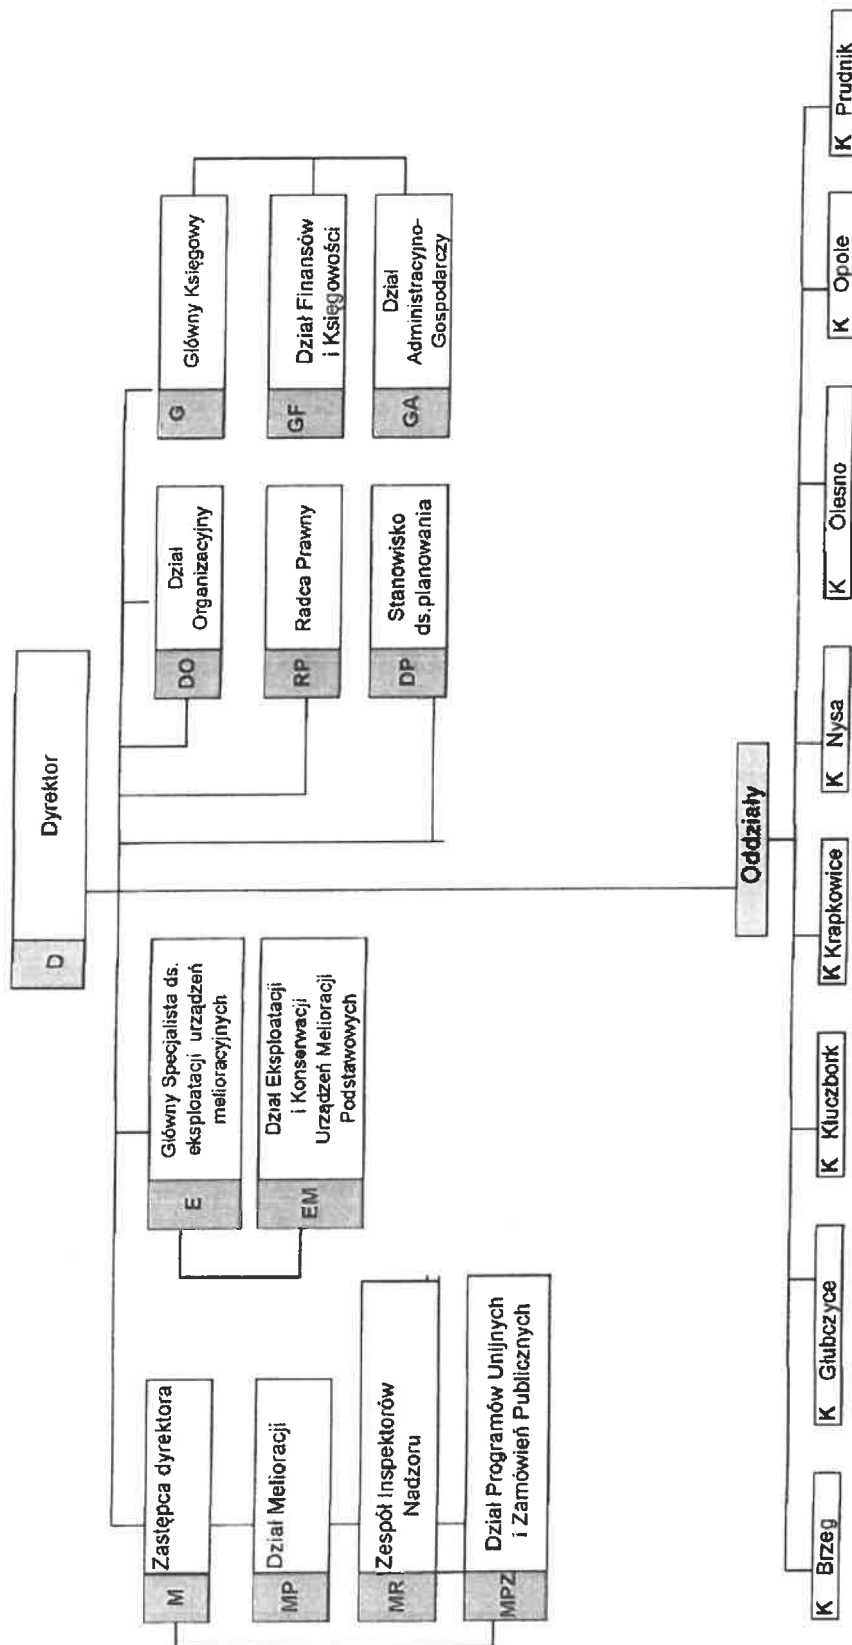 D
Dyrektor
M
Zastępca dyrektora
MP
Dział Melioracji
MR
Zespół Inspektorów
Nadzoru
MPZ
Dział Programów Unijnych
i Zamówień Publicznych
E
Główny Specjalista ds.
eksploatacji urządzeń
melioracyjnych
EM
Dział Eksploatacji
i Konserwacji
Urządzeń Melioracji
Podstawowych
DO
Dział
Organizacyjny
RP
Radca Prawny
DP
Stanowisko
ds.planowania
G
Główny Księgowy
GF
Dział Finansów
i Księgowości
GA
Dział
Administracyjno-
Gospodarczy
Oddziały
K Brzeg
K Głubczyce
K Kluczbork
K Krapkowice
K Nysa
K Olesno
K Opole
K Prudnik